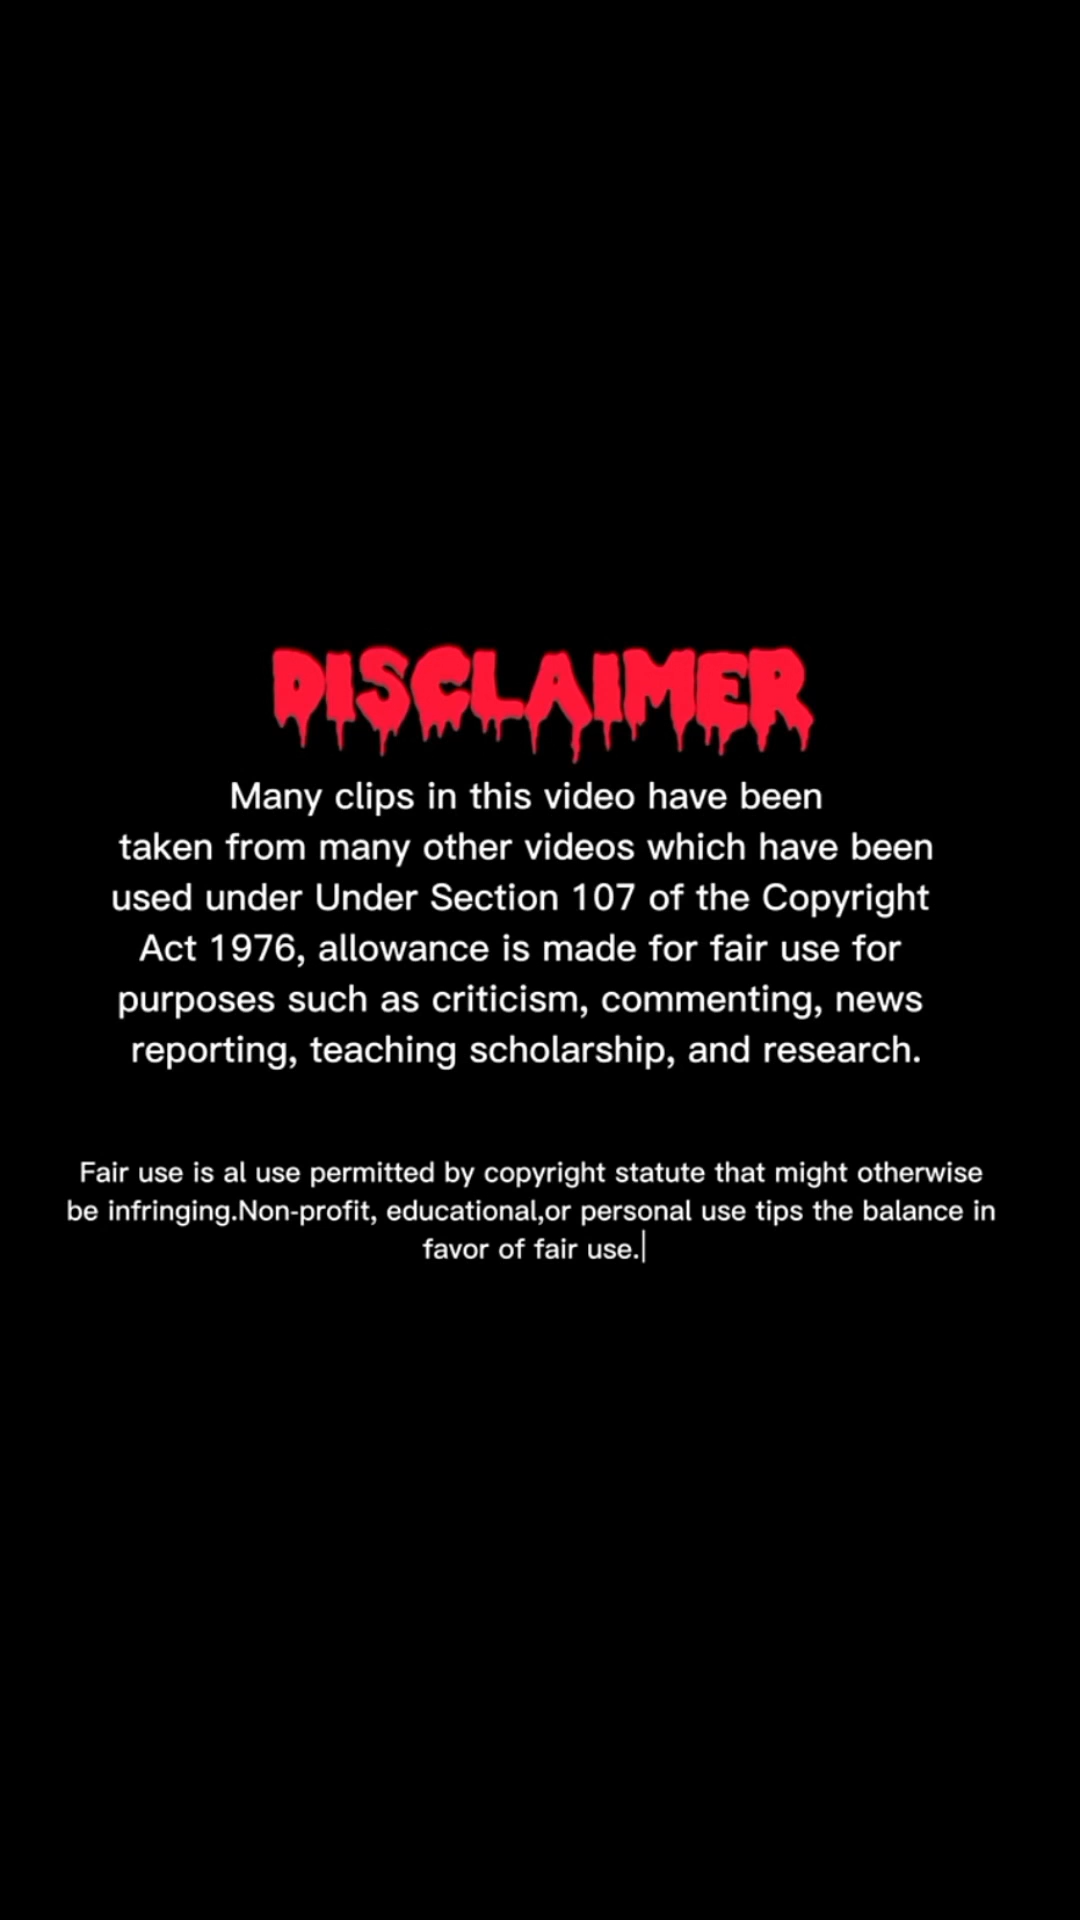 DISCLAIMER
Many clips in this video have been
taken from many other videos which have been
used under Under Section 107 of the Copyright
Act 1976, allowance is made for fair use for
purposes such as criticism, commenting, news
reporting, teaching scholarship, and research.
Fair use is al use permitted by copyright statute that might otherwise
be infringing.Non-profit, educational,or personal use tips the balance in
favor of fair use.